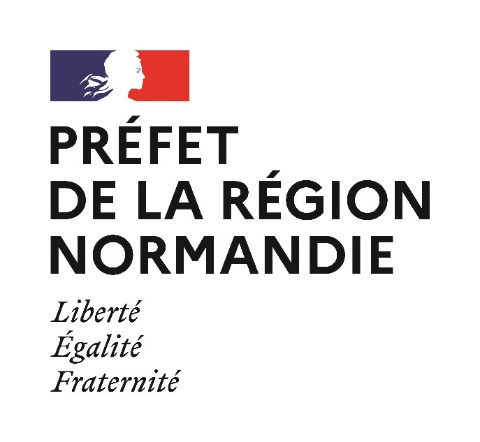 PRÉFET
DE LA RÉGION
NORMANDIE
Liberté
Égalité
Fraternité